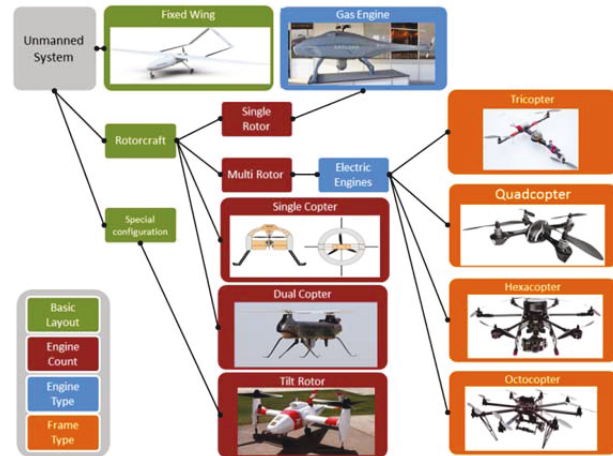 Unmanned
System
Fixed Wing
Gas Engine
Single
Rotor
Rotorcraft
Multi Rotor
Electric
Engines
Special
configuration
Single Copter
Dual Copter
Tilt Rotor
Tricopter
Quadcopter
Hexacopter
Octocopter
Basic
Layout
Engine
Count
Engine
Type
Frame
Type